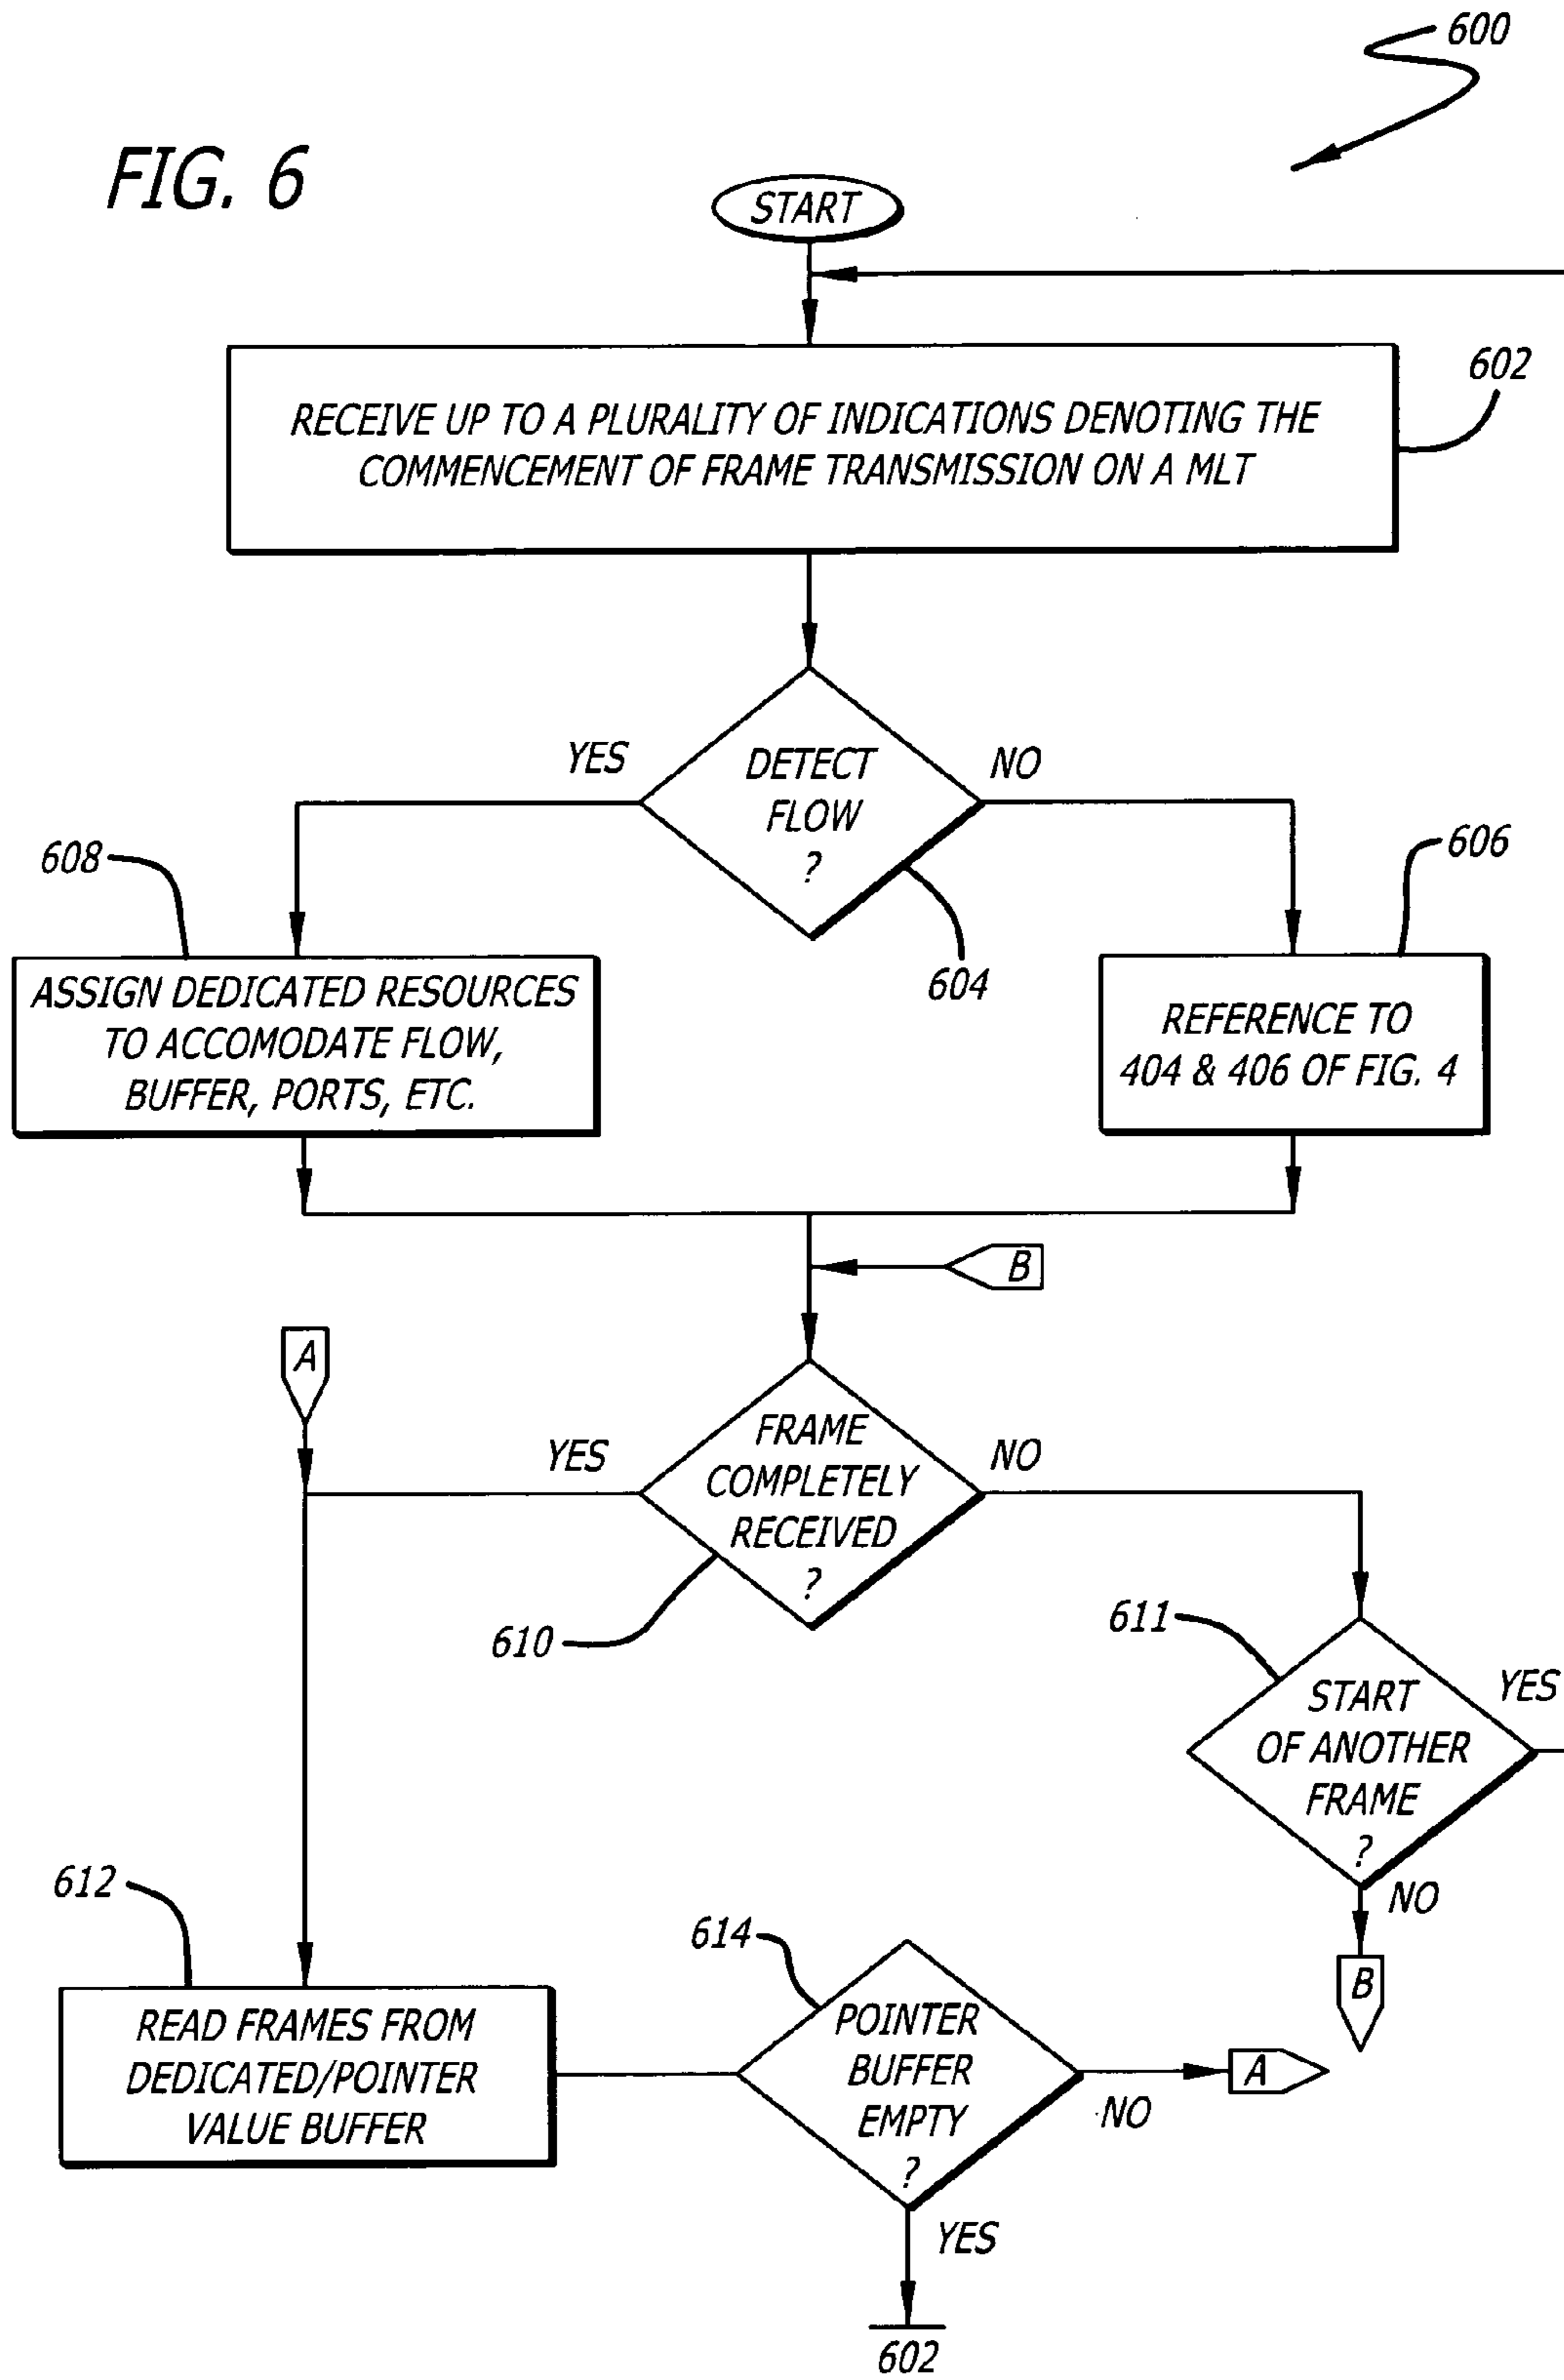 600
FIG. 6
START
602
RECEIVE UP TO A PLURALITY OF INDICATIONS DENOTING THE
COMMENCEMENT OF FRAME TRANSMISSION ON A MLT
YES
DETECT
FLOW
?
NO
608
606
604
ASSIGN DEDICATED RESOURCES
TO ACCOMODATE FLOW,
BUFFER, PORTS, ETC.
REFERENCE TO
404 & 406 OF FIG. 4
B
A
YES
FRAME
COMPLETELY
RECEIVED
?
NO
610
611
START
OF ANOTHER
FRAME
?
YES
NO
B
612
614
READ FRAMES FROM
DEDICATED/POINTER
VALUE BUFFER
POINTER
BUFFER
EMPTY
?
A
NO
YES
602